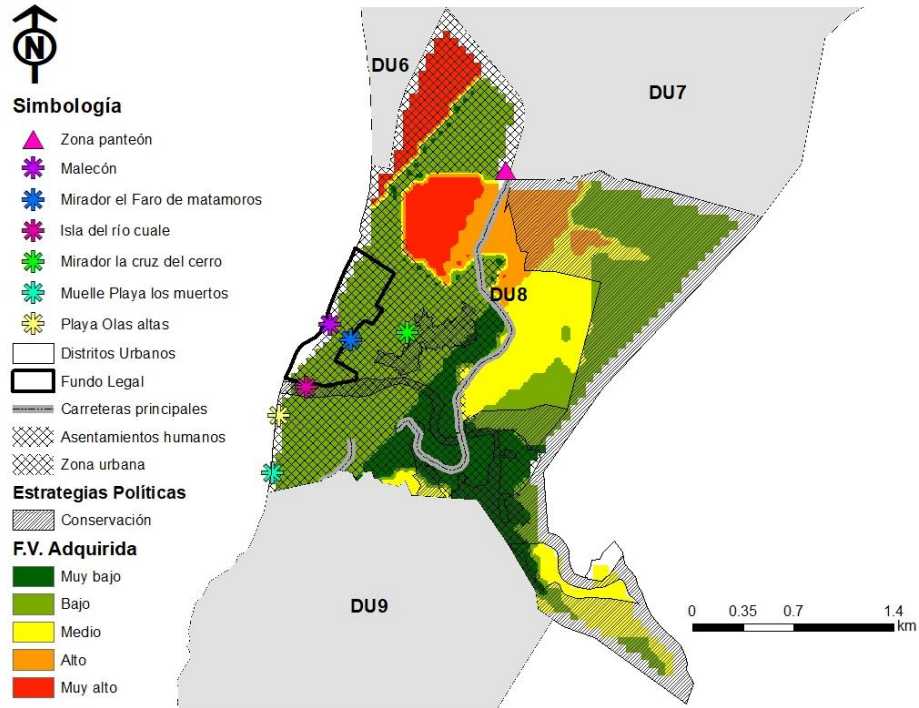 N
Simbología
Zona panteón
Malecón
Mirador el Faro de matamoros
Isla del río cuale
Mirador la cruz del cerro
Muelle Playa los muertos
Playa Olas altas
Distritos Urbanos
Fundo Legal
Carreteras principales
Asentamientos humanos
Zona urbana
Estrategias Políticas
Conservación
F.V. Adquirida
Muy bajo
Bajo
Medio
Alto
Muy alto
DU6
DU7
DU8
DU9
0 0.35 0.7 1.4
km